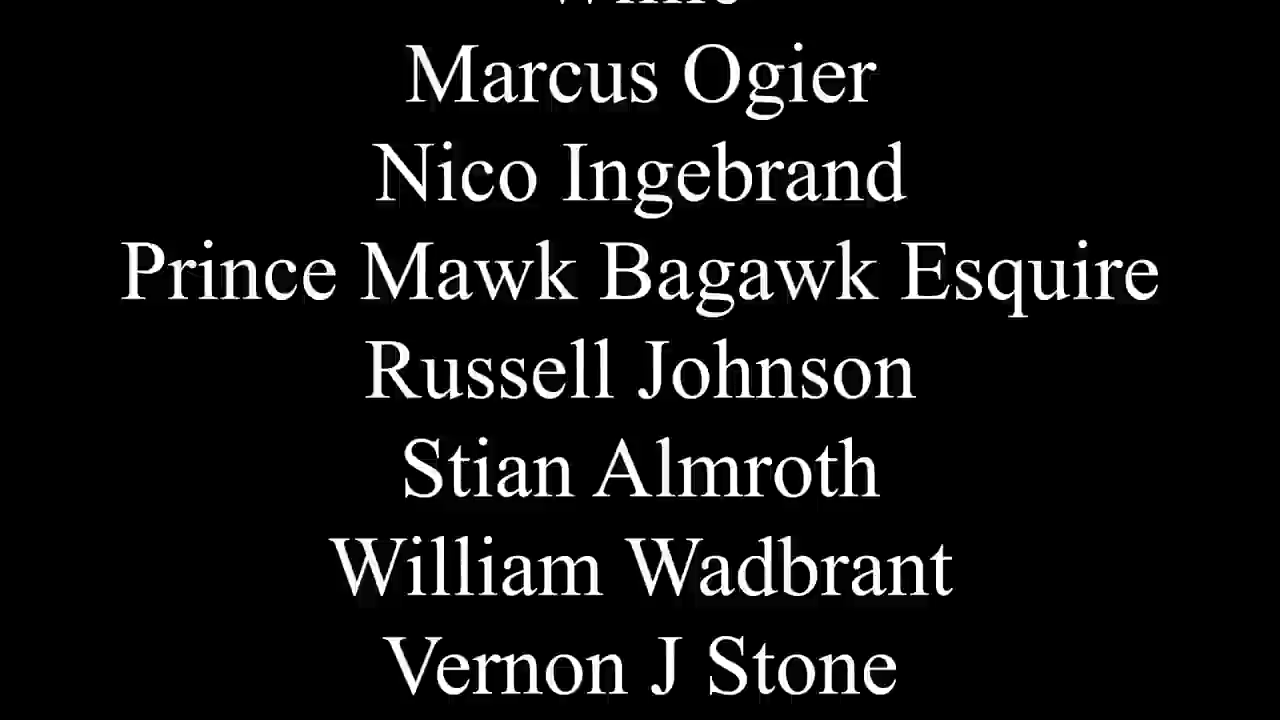 Marcus Ogier
Nico Ingebrand
Prince Mawk Bagawk Esquire
Russell Johnson
Stian Almroth
William Wadbrant
Vernon J Stone